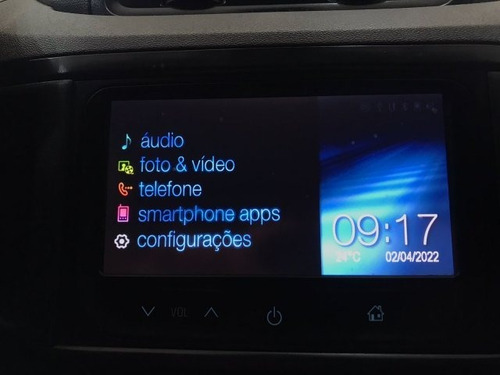 áudio
foto & vídeo
telefone
smartphone apps
configurações
09:17
24°C 02/04/2022
VOL